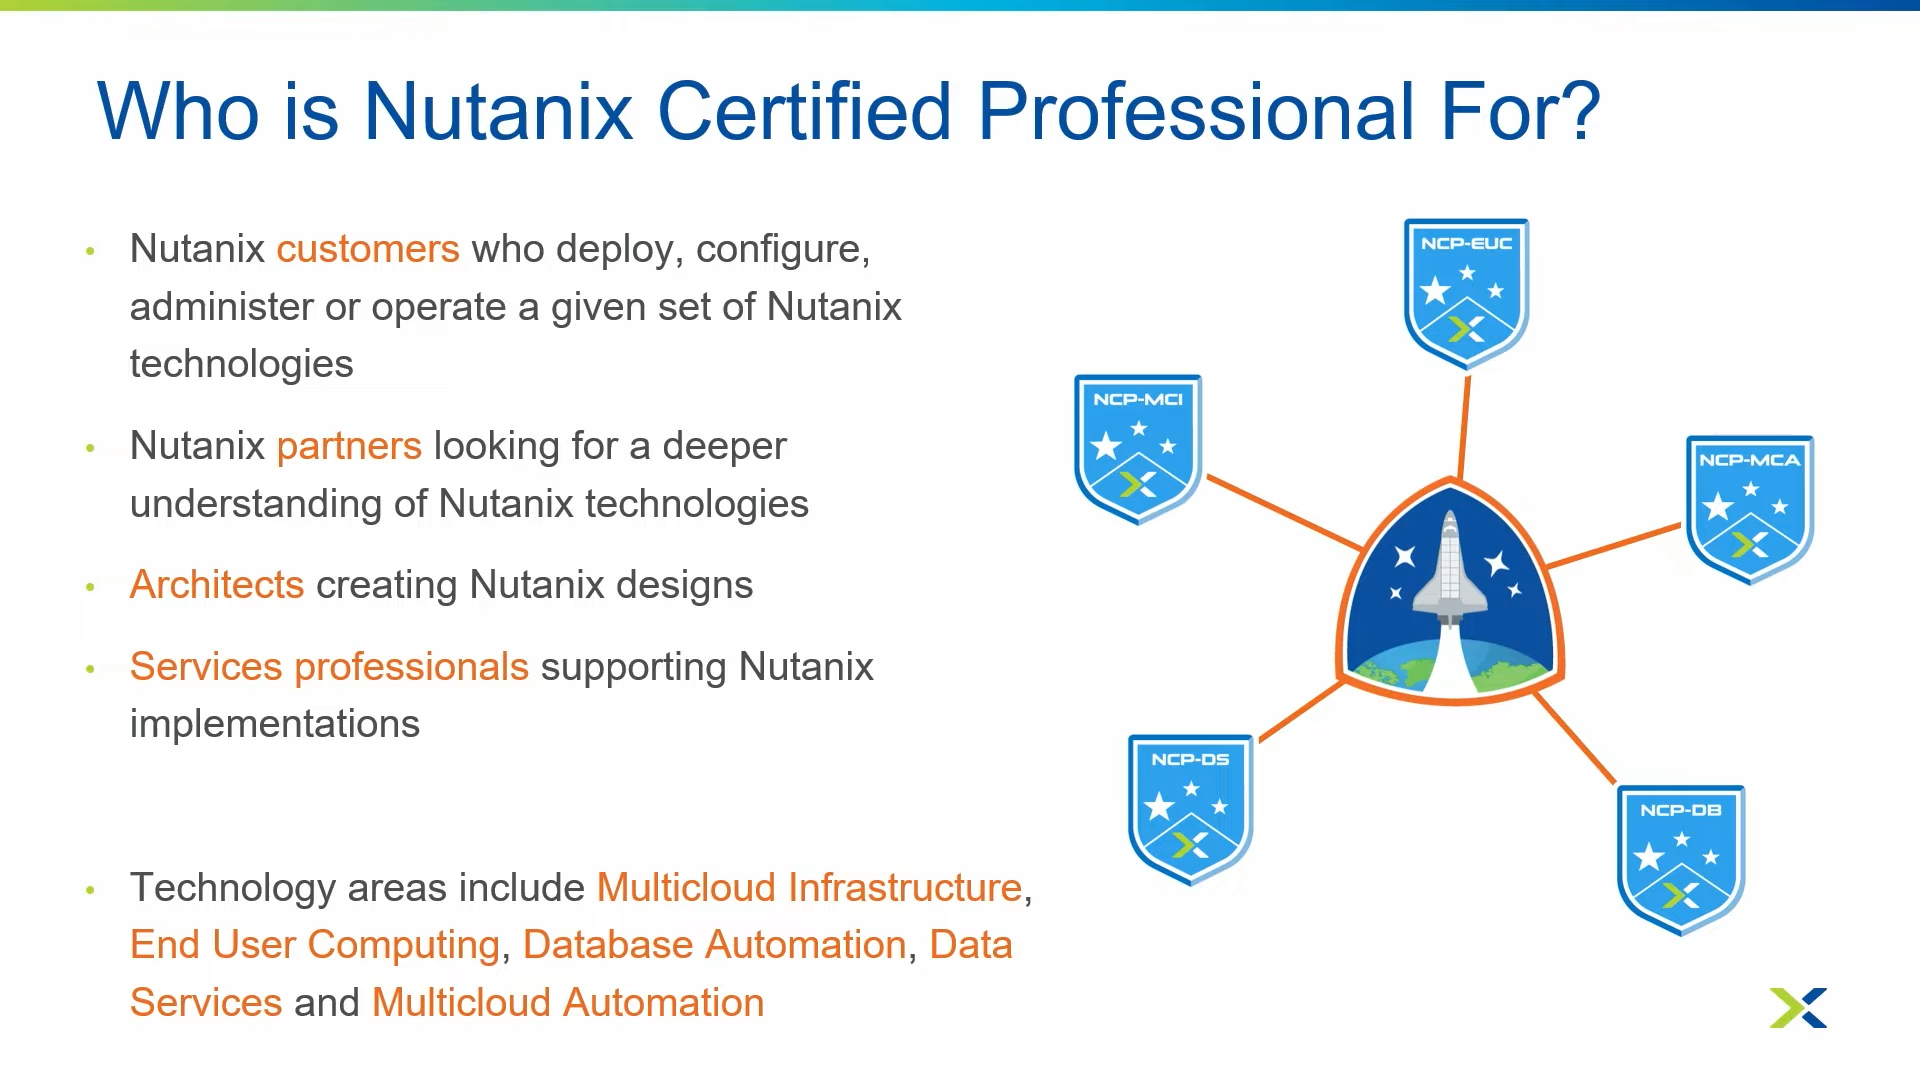 Who is Nutanix Certified Professional For?
Nutanix customers who deploy, configure,
administer or operate a given set of Nutanix
technologies
Nutanix partners looking for a deeper
understanding of Nutanix technologies
Architects creating Nutanix designs
Services professionals supporting Nutanix
implementations
Technology areas include Multicloud Infrastructure,
End User Computing, Database Automation, Data
Services and Multicloud Automation
NCP-EUC
NCP-MCI
NCP-MCA
NCP-DS
NCP-DB